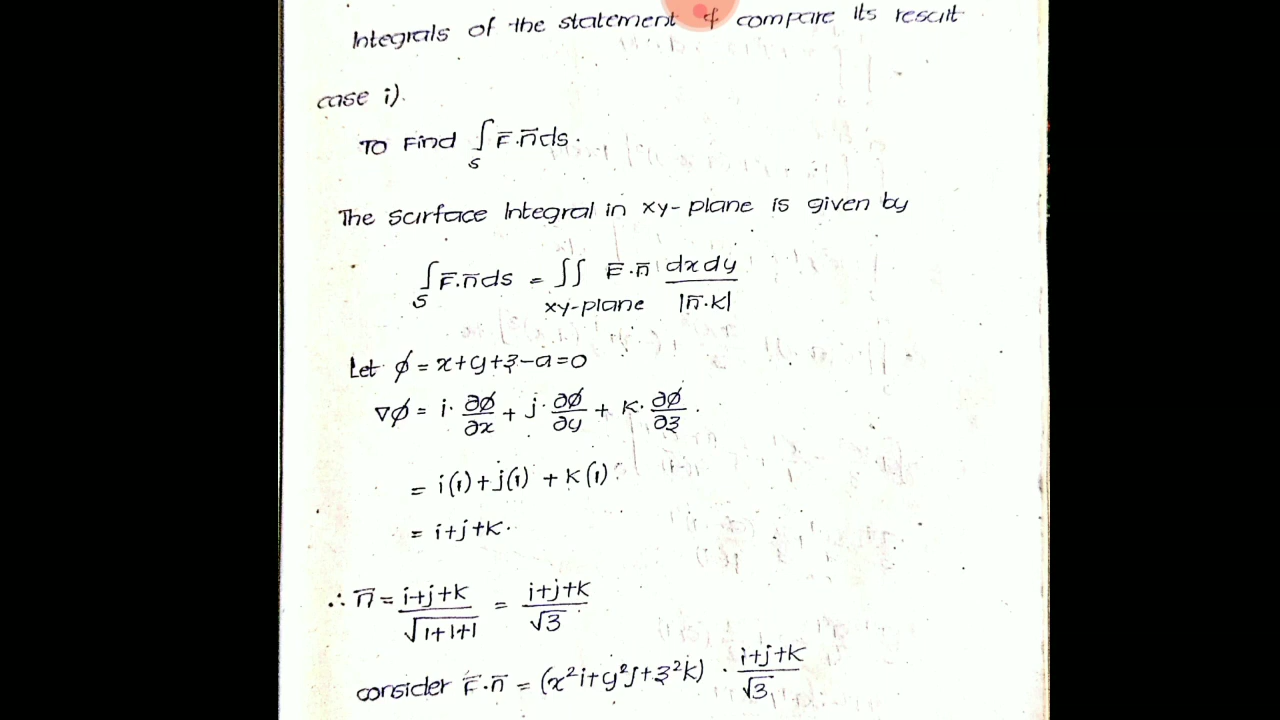 Integrals of the statement & compare its result
case i).
To Find ∫_S F̄.n̄ ds.
The surface Integral in xy-plane is given by
∫_S F̄.n̄ ds = ∬_{xy-plane} F̄.n̄ dxdy/|n̄.k|
Let φ = x+y+z-a=0
∇φ = i·∂φ/∂x + j·∂φ/∂y + k·∂φ/∂z.
= i(1)+j(1)+k(1).
= i+j+k.
∴ n̄ = i+j+k/√1+1+1 = i+j+k/√3
consider F̄.n̄ = (x²i+y²j+z²k) · i+j+k/√3